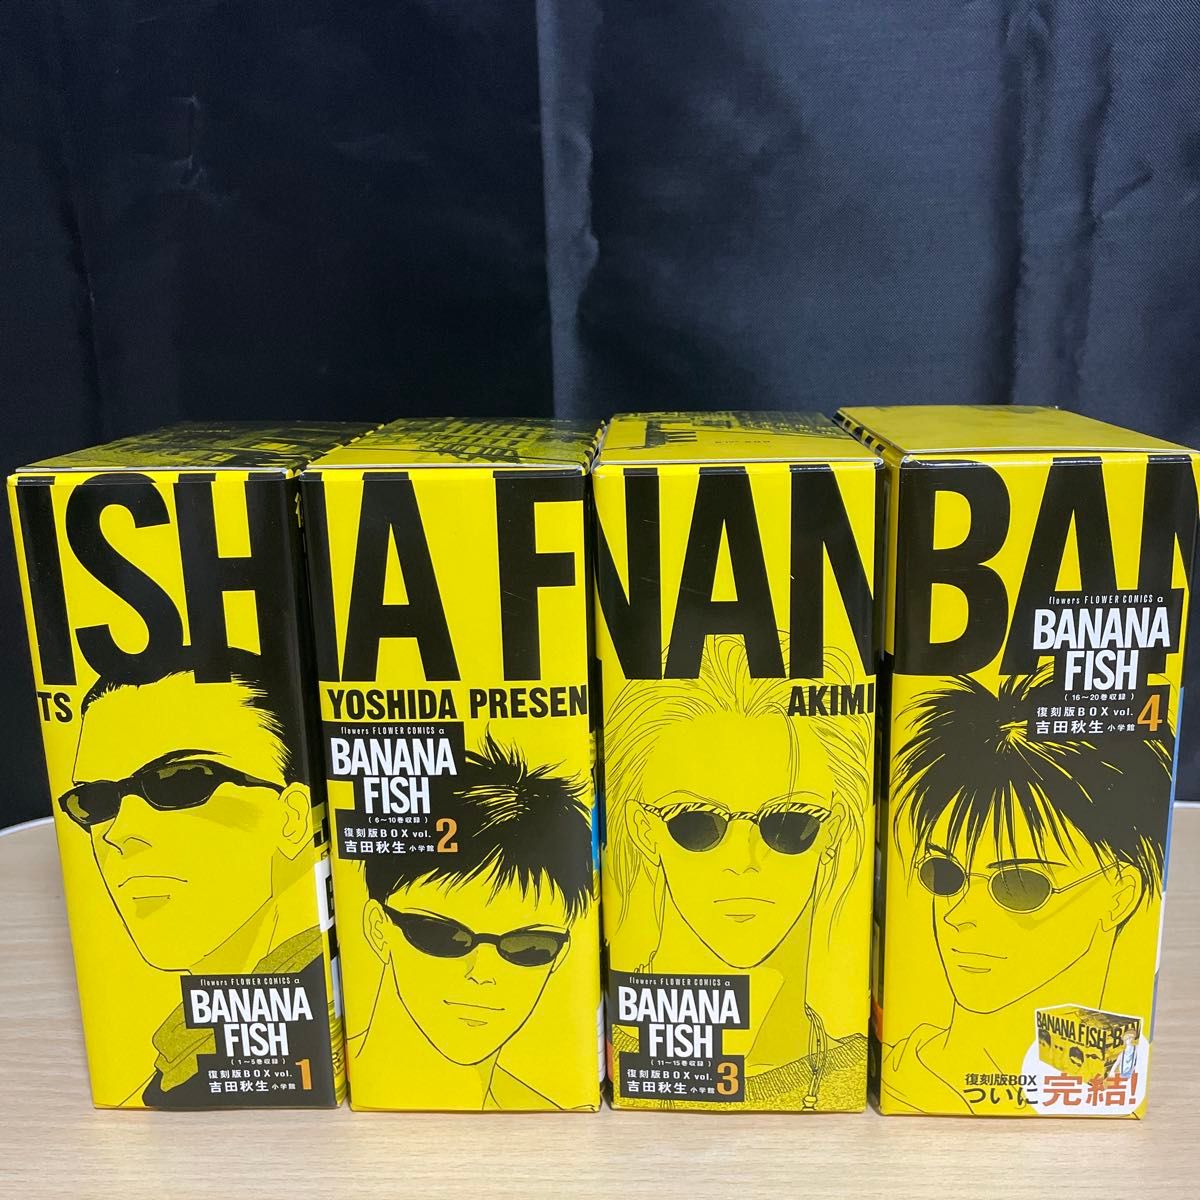 ISH
TS
flowers FLOWER COMICS α
BANANA
FISH
(1〜5巻収録)
復刻版BOX vol.
吉田秋生 小学館 1
A F
YOSHIDA PRESEN
flowers FLOWER COMICS α
BANANA
FISH
(6〜10巻収録)
復刻版BOX vol.
吉田秋生 小学館 2
NAN
AKIMI
flowers FLOWER COMICS α
BANANA
FISH
(11〜15巻収録)
復刻版BOX vol.
吉田秋生 小学館 3
BAN
flowers FLOWER COMICS α
BANANA
FISH
(16〜20巻収録)
復刻版BOX vol.
吉田秋生 小学館 4
BANANA FISH BAN
復刻版BOX
ついに完結!